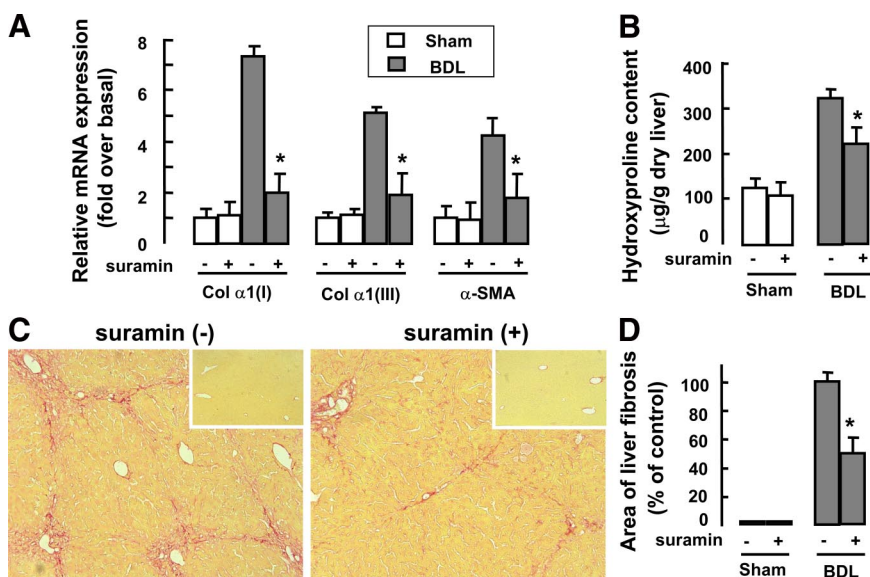 A
Relative mRNA expression
(fold over basal)
8
6
4
2
0
Sham
BDL
* * *
suramin - + - + - + - + - + - +
Col α1(I) Col α1(III) α-SMA
B
Hydroxyproline content
(μg/g dry liver)
400
300
200
100
0
*
suramin - + - +
Sham BDL
C
suramin (-) suramin (+)
D
Area of liver fibrosis
(% of control)
100
80
60
40
20
0
*
suramin - + - +
Sham BDL